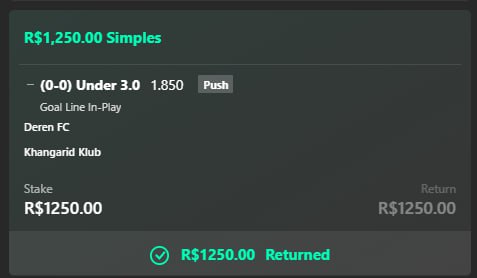 R$1,250.00 Simples
– (0-0) Under 3.0 1.850 Push
Goal Line In-Play
Deren FC
Khangarid Klub
Stake Return
R$1250.00 R$1250.00
R$1250.00 Returned